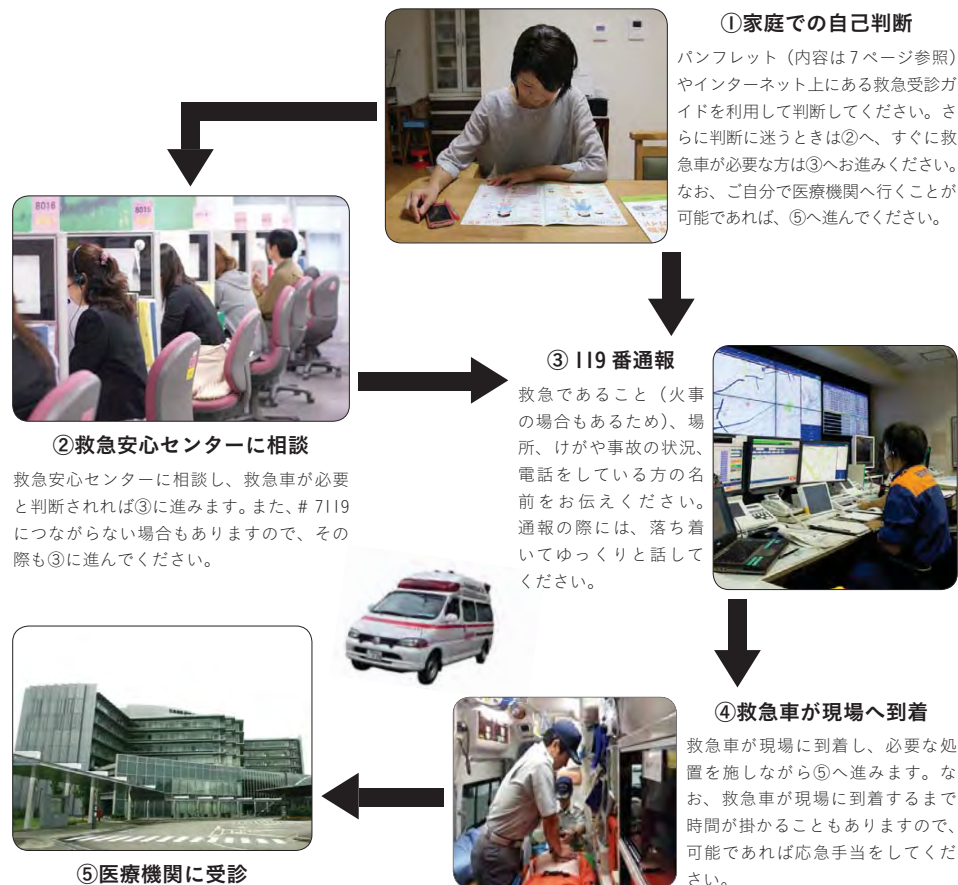 ①家庭での自己判断
パンフレット（内容は７ページ参照）
やインターネット上にある救急受診ガ
イドを利用して判断してください。さ
らに判断に迷うときは②へ、すぐに救
急車が必要な方は③へお進みください。
なお、ご自分で医療機関へ行くことが
可能であれば、⑤へ進んでください。
8016
8016
②救急安心センターに相談
救急安心センターに相談し、救急車が必要
と判断されれば③に進みます。また、＃7119
につながらない場合もありますので、その
際も③に進んでください。
③119番通報
救急であること（火事
の場合もあるため）、場
所、けがや事故の状況、
電話をしている方の名
前をお伝えください。
通報の際には、落ち着
いてゆっくりと話して
ください。
④救急車が現場へ到着
救急車が現場に到着し、必要な処
置を施しながら⑤へ進みます。な
お、救急車が現場に到着するまで
時間が掛かることもありますので、
可能であれば応急手当をしてくだ
さい。
⑤医療機関に受診